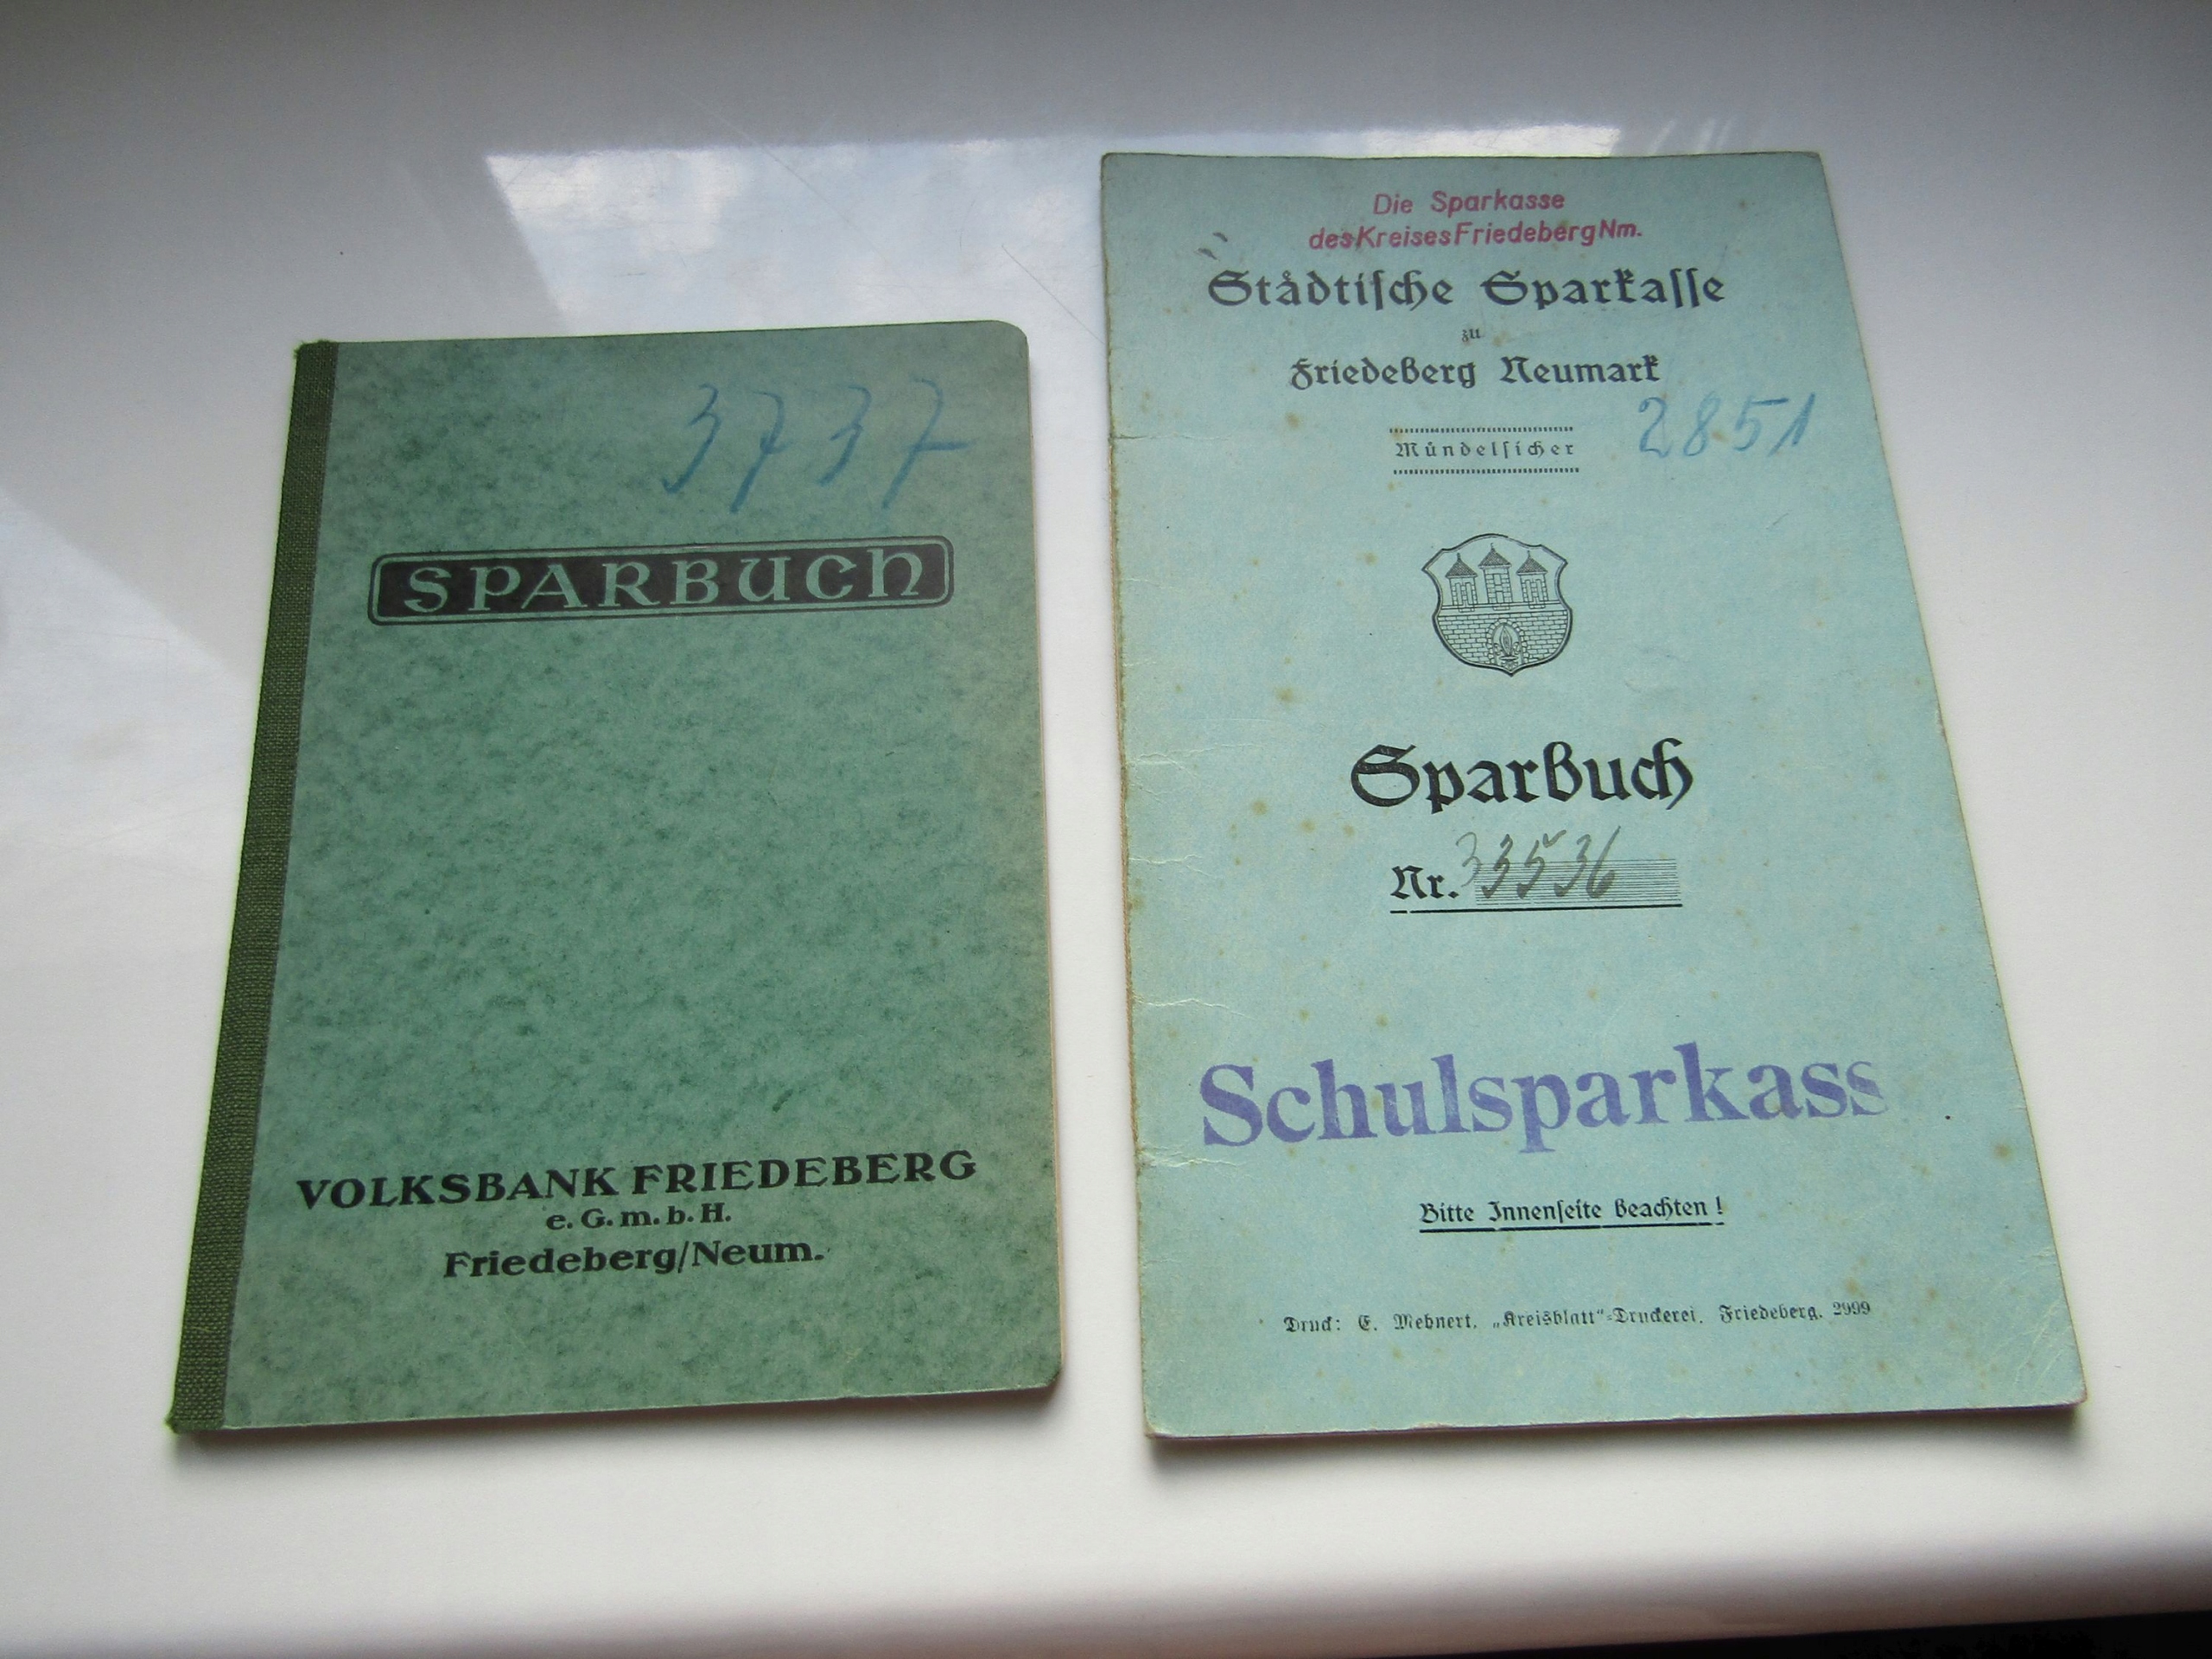 3737
SPARBUCH
VOLKSBANK FRIEDEBERG
e. G. m. b. H.
Friedeberg/Neum.
Die Sparkasse
des Kreises Friedeberg Nm.
Städtische Sparkasse
zu
Friedeberg Neumark
Mündelsicher
2851
Sparbuch
Nr. 33536
Schulsparkass
Bitte Innenseite beachten!
Druck: E. Mehnert, „Kreisblatt"-Druckerei, Friedeberg. 2999